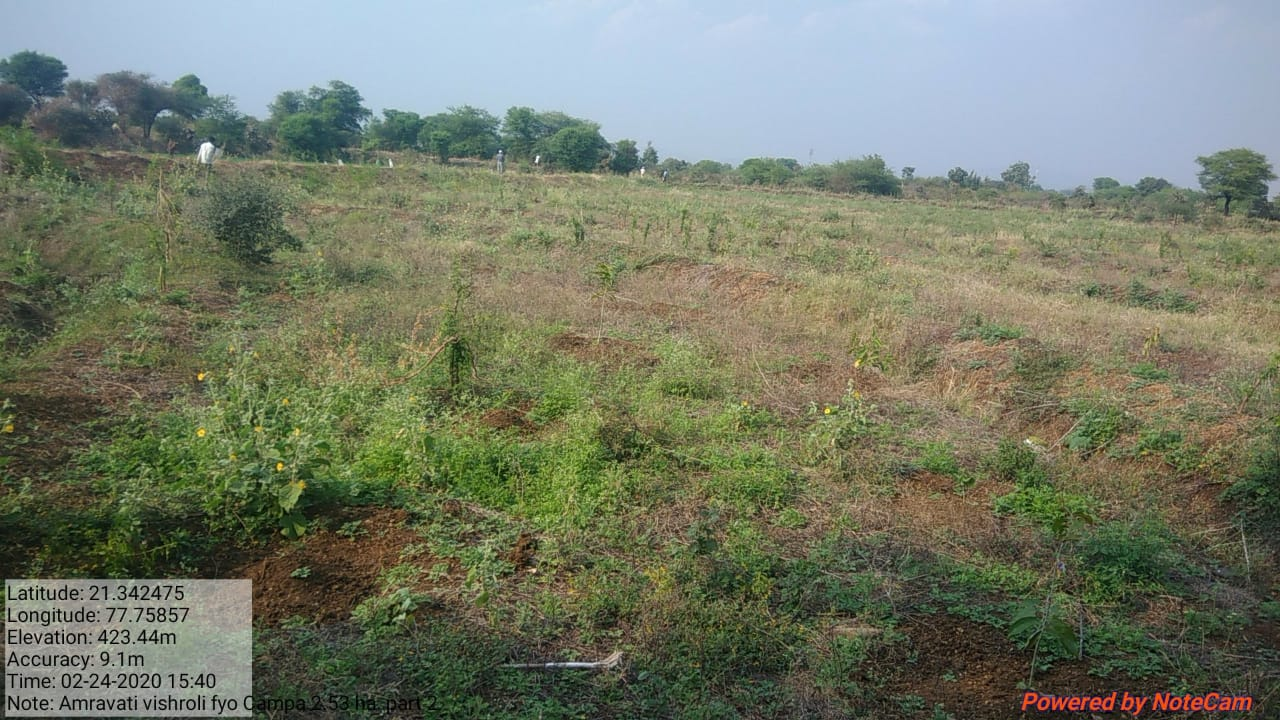 Latitude: 21.342475
Longitude: 77.75857
Elevation: 423.44m
Accuracy: 9.1m
Time: 02-24-2020 15:40
Note: Amravati vishroli fyo Campa 2.53 ha. part 2
Powered by NoteCam